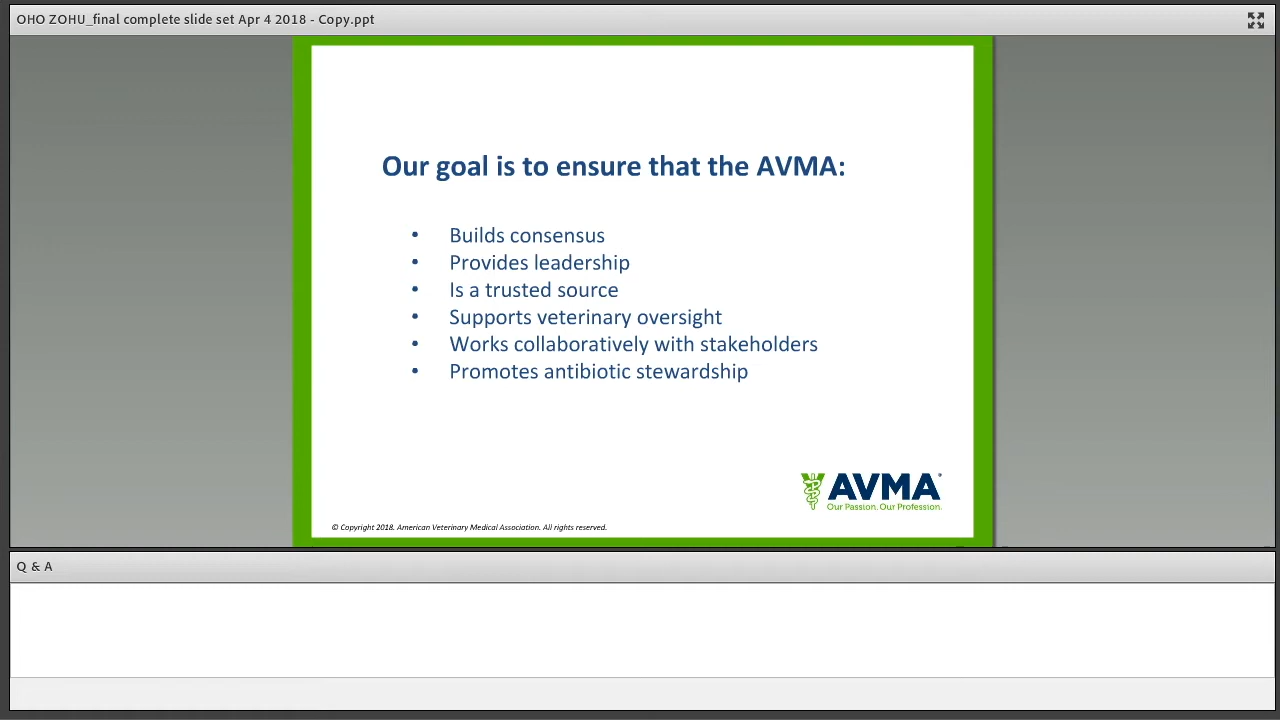 OHO ZOHU_final complete slide set Apr 4 2018 - Copy.ppt
Our goal is to ensure that the AVMA:
• Builds consensus
• Provides leadership
• Is a trusted source
• Supports veterinary oversight
• Works collaboratively with stakeholders
• Promotes antibiotic stewardship
AVMA®
Our Passion. Our Profession.
© Copyright 2018. American Veterinary Medical Association. All rights reserved.
Q & A